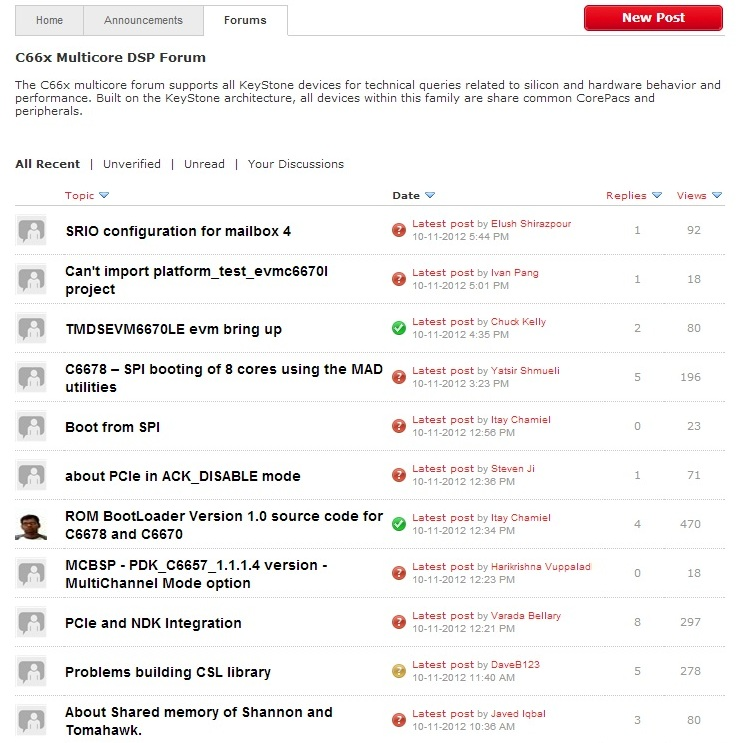 Home
Announcements
Forums
New Post
C66x Multicore DSP Forum
The C66x multicore forum supports all KeyStone devices for technical queries related to silicon and hardware behavior and
performance. Built on the KeyStone architecture, all devices within this family are share common CorePacs and
peripherals.
All Recent | Unverified | Unread | Your Discussions
Topic Date Replies Views
SRIO configuration for mailbox 4
Latest post by Elush Shirazpour
10-11-2012 5:44 PM
1 92
Can't import platform_test_evmc6670l
project
Latest post by Ivan Pang
10-11-2012 5:01 PM
1 18
TMDSEVM6670LE evm bring up
Latest post by Chuck Kelly
10-11-2012 4:35 PM
2 80
C6678 – SPI booting of 8 cores using the MAD
utilities
Latest post by Yatsir Shmueli
10-11-2012 3:23 PM
5 196
Boot from SPI
Latest post by Itay Chamiel
10-11-2012 12:56 PM
0 23
about PCIe in ACK_DISABLE mode
Latest post by Steven Ji
10-11-2012 12:36 PM
1 71
ROM BootLoader Version 1.0 source code for
C6678 and C6670
Latest post by Itay Chamiel
10-11-2012 12:34 PM
4 470
MCBSP - PDK_C6657_1.1.1.4 version -
MultiChannel Mode option
Latest post by Harikrishna Vuppalad
10-11-2012 12:23 PM
0 18
PCIe and NDK Integration
Latest post by Varada Bellary
10-11-2012 12:21 PM
8 297
Problems building CSL library
Latest post by DaveB123
10-11-2012 11:40 AM
5 278
About Shared memory of Shannon and
Tomahawk.
Latest post by Javed Iqbal
10-11-2012 10:36 AM
3 80